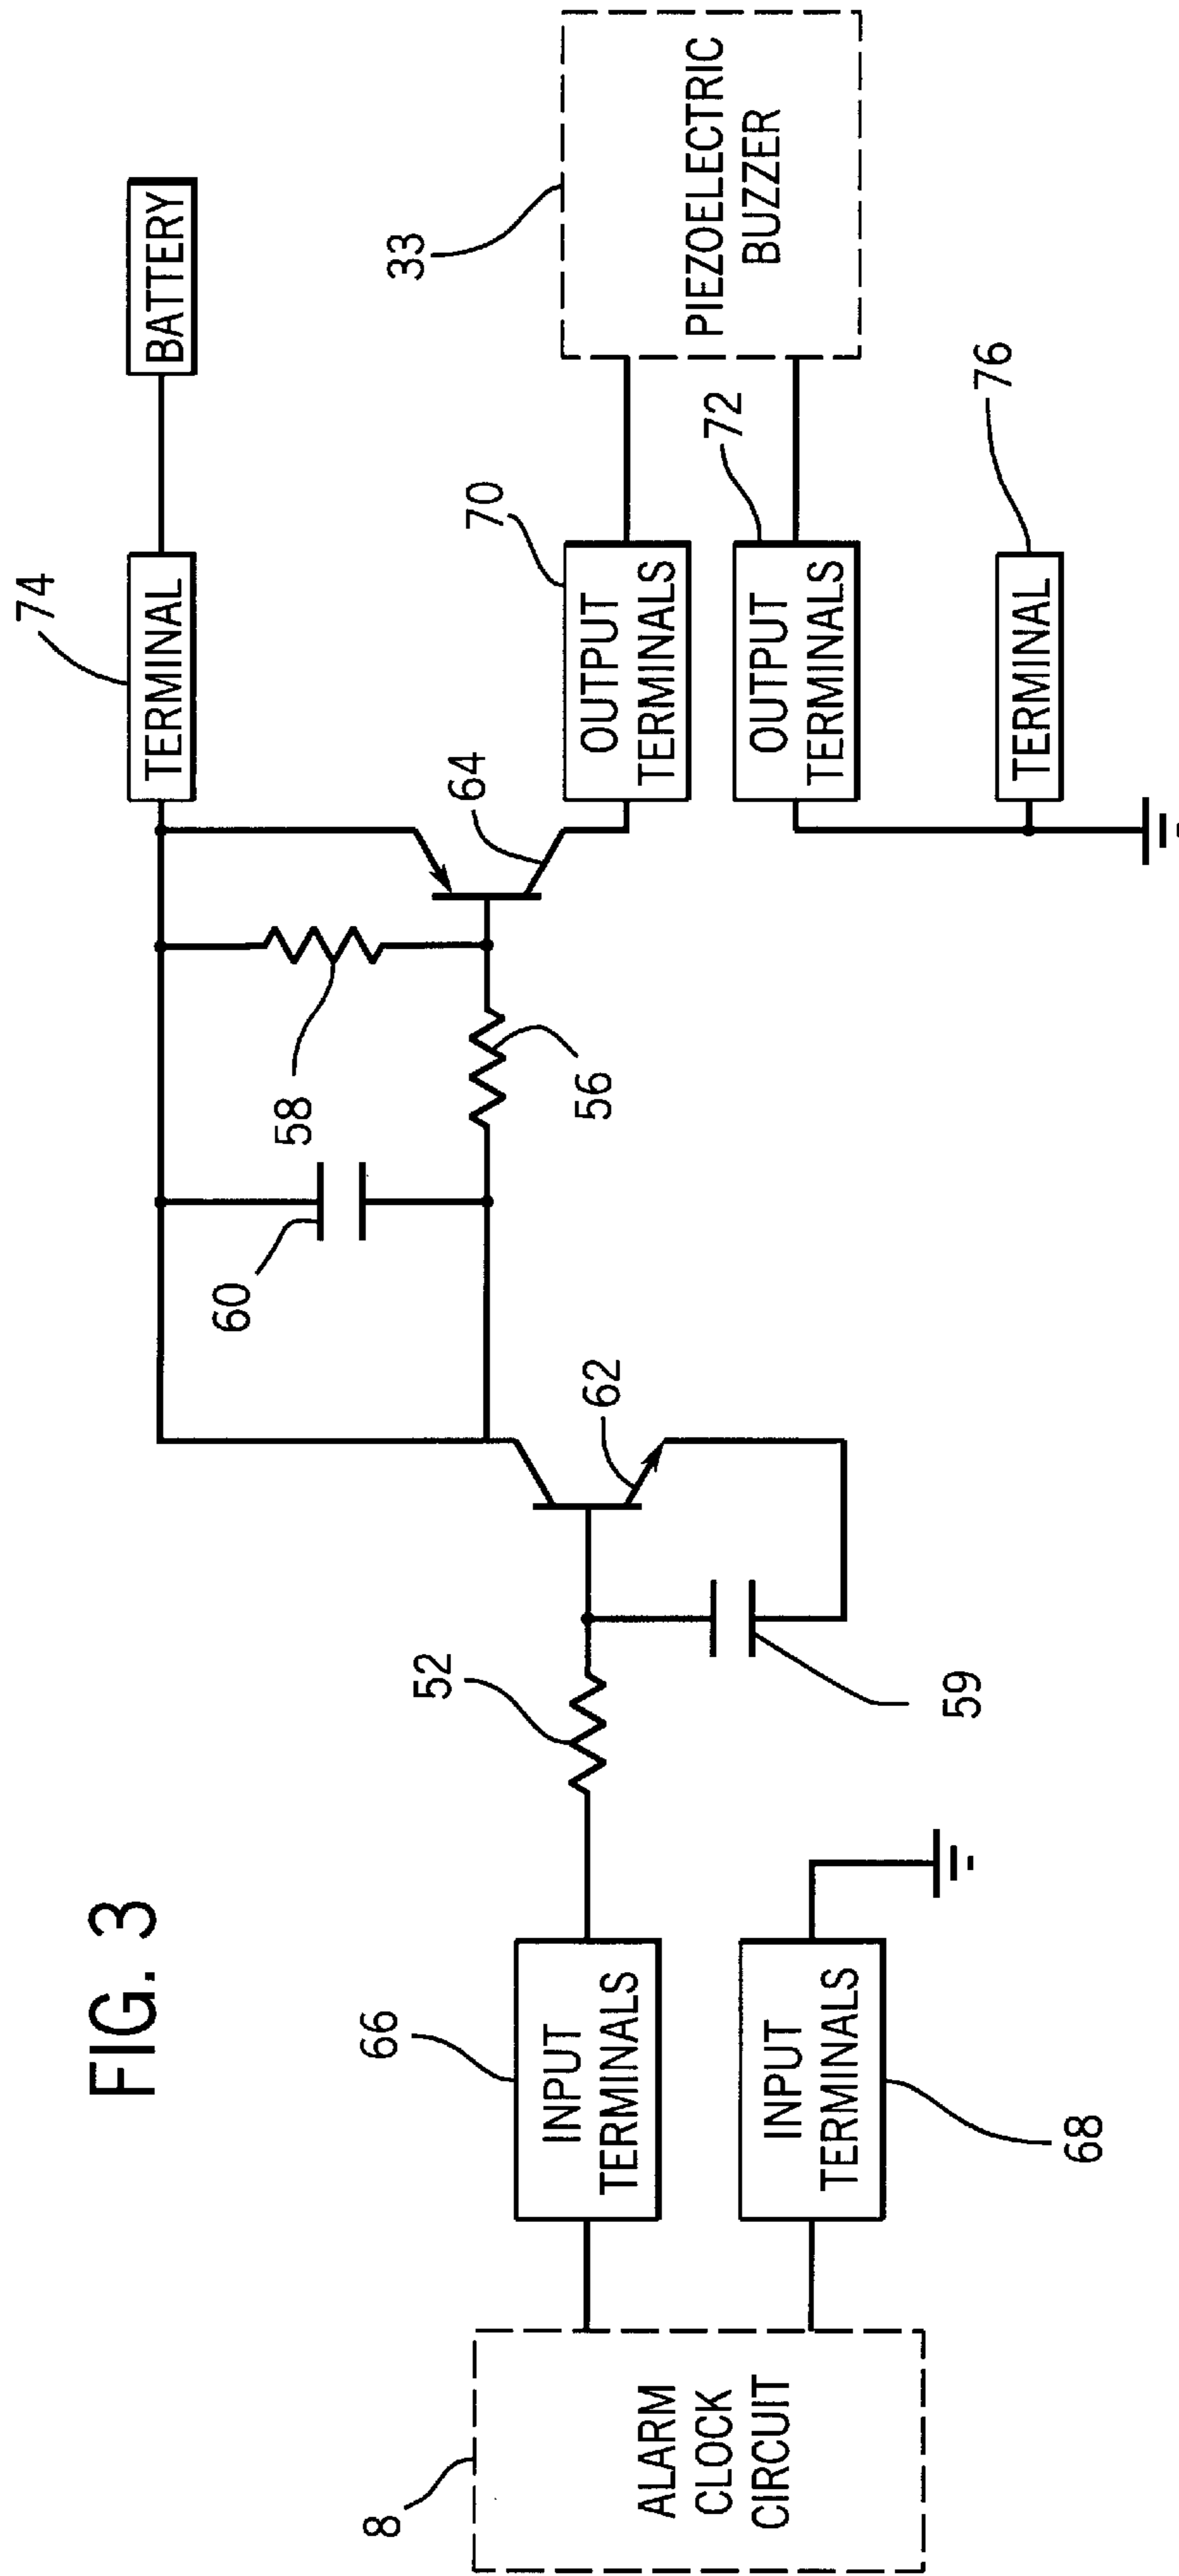 FIG. 3
8
ALARM
CLOCK
CIRCUIT
66
INPUT
TERMINALS
68
INPUT
TERMINALS
52
59
62
60
58
56
64
74
TERMINAL
BATTERY
70
OUTPUT
TERMINALS
72
OUTPUT
TERMINALS
76
TERMINAL
33
PIEZOELECTRIC
BUZZER